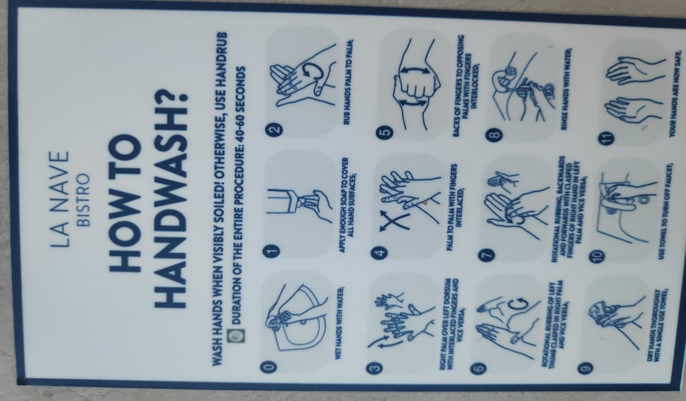 LA NAVE
BISTRO
HOW TO
HANDWASH?
WASH HANDS WHEN VISIBLY SOILED! OTHERWISE, USE HANDRUB
DURATION OF THE ENTIRE PROCEDURE: 40-60 SECONDS
0
WET HANDS WITH WATER;
1
APPLY ENOUGH SOAP TO COVER
ALL HAND SURFACES;
2
RUB HANDS PALM TO PALM;
3
RIGHT PALM OVER LEFT DORSUM
WITH INTERLACED FINGERS AND
VICE VERSA;
4
PALM TO PALM WITH FINGERS
INTERLACED;
5
BACKS OF FINGERS TO OPPOSING
PALMS WITH FINGERS
INTERLOCKED;
6
ROTATIONAL RUBBING OF LEFT
THUMB CLASPED IN RIGHT PALM
AND VICE VERSA;
7
ROTATIONAL RUBBING, BACKWARDS
AND FORWARDS WITH CLASPED
FINGERS OF RIGHT HAND IN LEFT
PALM AND VICE VERSA;
8
RINSE HANDS WITH WATER;
9
DRY HANDS THOROUGHLY
WITH A SINGLE USE TOWEL;
10
USE TOWEL TO TURN OFF FAUCET;
11
YOUR HANDS ARE NOW SAFE.